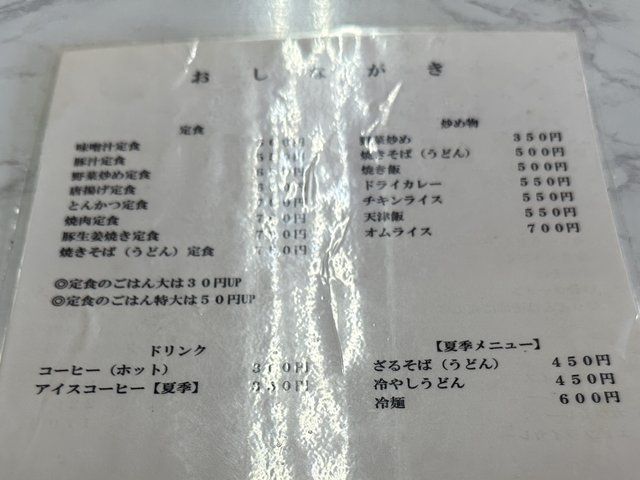 おしながき
定食
味噌汁定食
豚汁定食
野菜炒め定食
唐揚げ定食
とんかつ定食
焼肉定食
豚生姜焼き定食
焼きそば（うどん）定食
◎定食のごはん大は３０円UP
◎定食のごはん特大は５０円UP
炒め物
野菜炒め ３５０円
焼きそば（うどん） ５００円
焼き飯 ５００円
ドライカレー ５５０円
チキンライス ５５０円
天津飯 ５５０円
オムライス ７００円
ドリンク
コーヒー（ホット）
アイスコーヒー【夏季】
【夏季メニュー】
ざるそば（うどん） ４５０円
冷やしうどん ４５０円
冷麺 ６００円